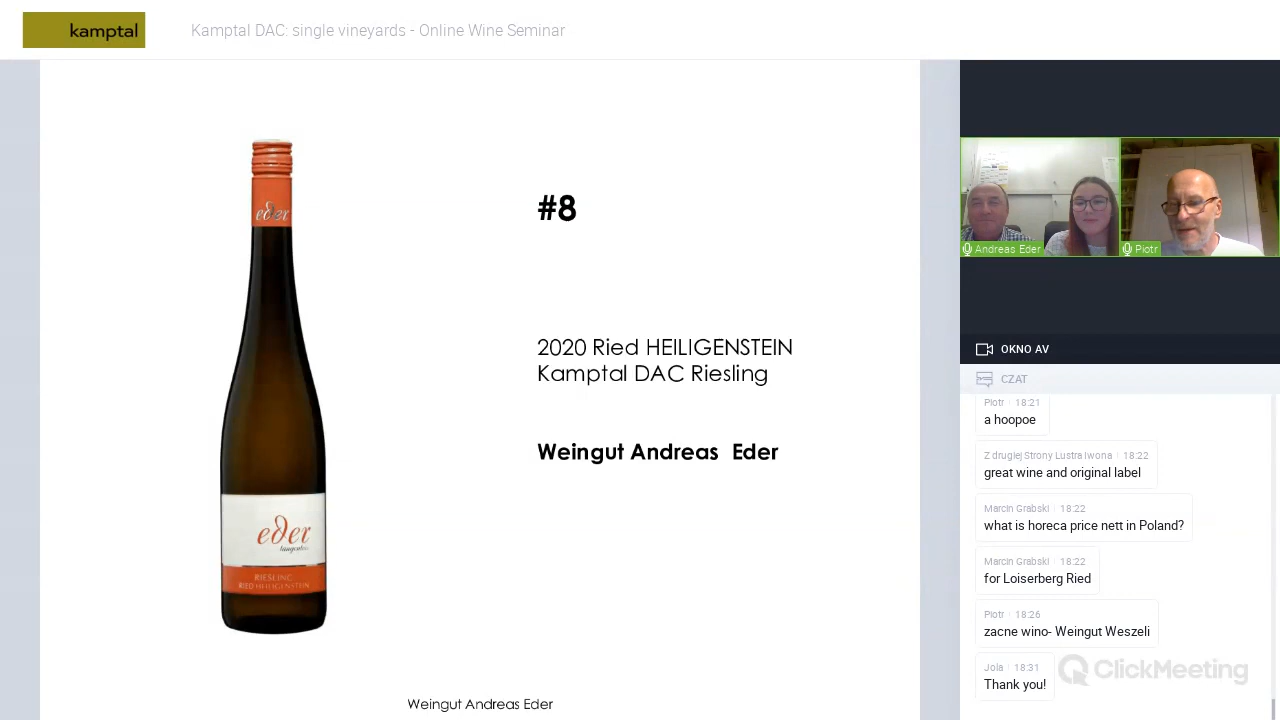 kamptal
Kamptal DAC: single vineyards - Online Wine Seminar
eder
#8
2020 Ried HEILIGENSTEIN
Kamptal DAC Riesling
Weingut Andreas Eder
eder
langenlois
RIESLING
RIED HEILIGENSTEIN
Weingut Andreas Eder
Andreas Eder
Piotr
OKNO AV
CZAT
Piotr 18:21
a hoopoe
Z drugiej Strony Lustra Iwona 18:22
great wine and original label
Marcin Grabski 18:22
what is horeca price nett in Poland?
Marcin Grabski 18:22
for Loiserberg Ried
Piotr 18:26
zacne wino- Weingut Weszeli
Jola 18:31
Thank you!
ClickMeeting